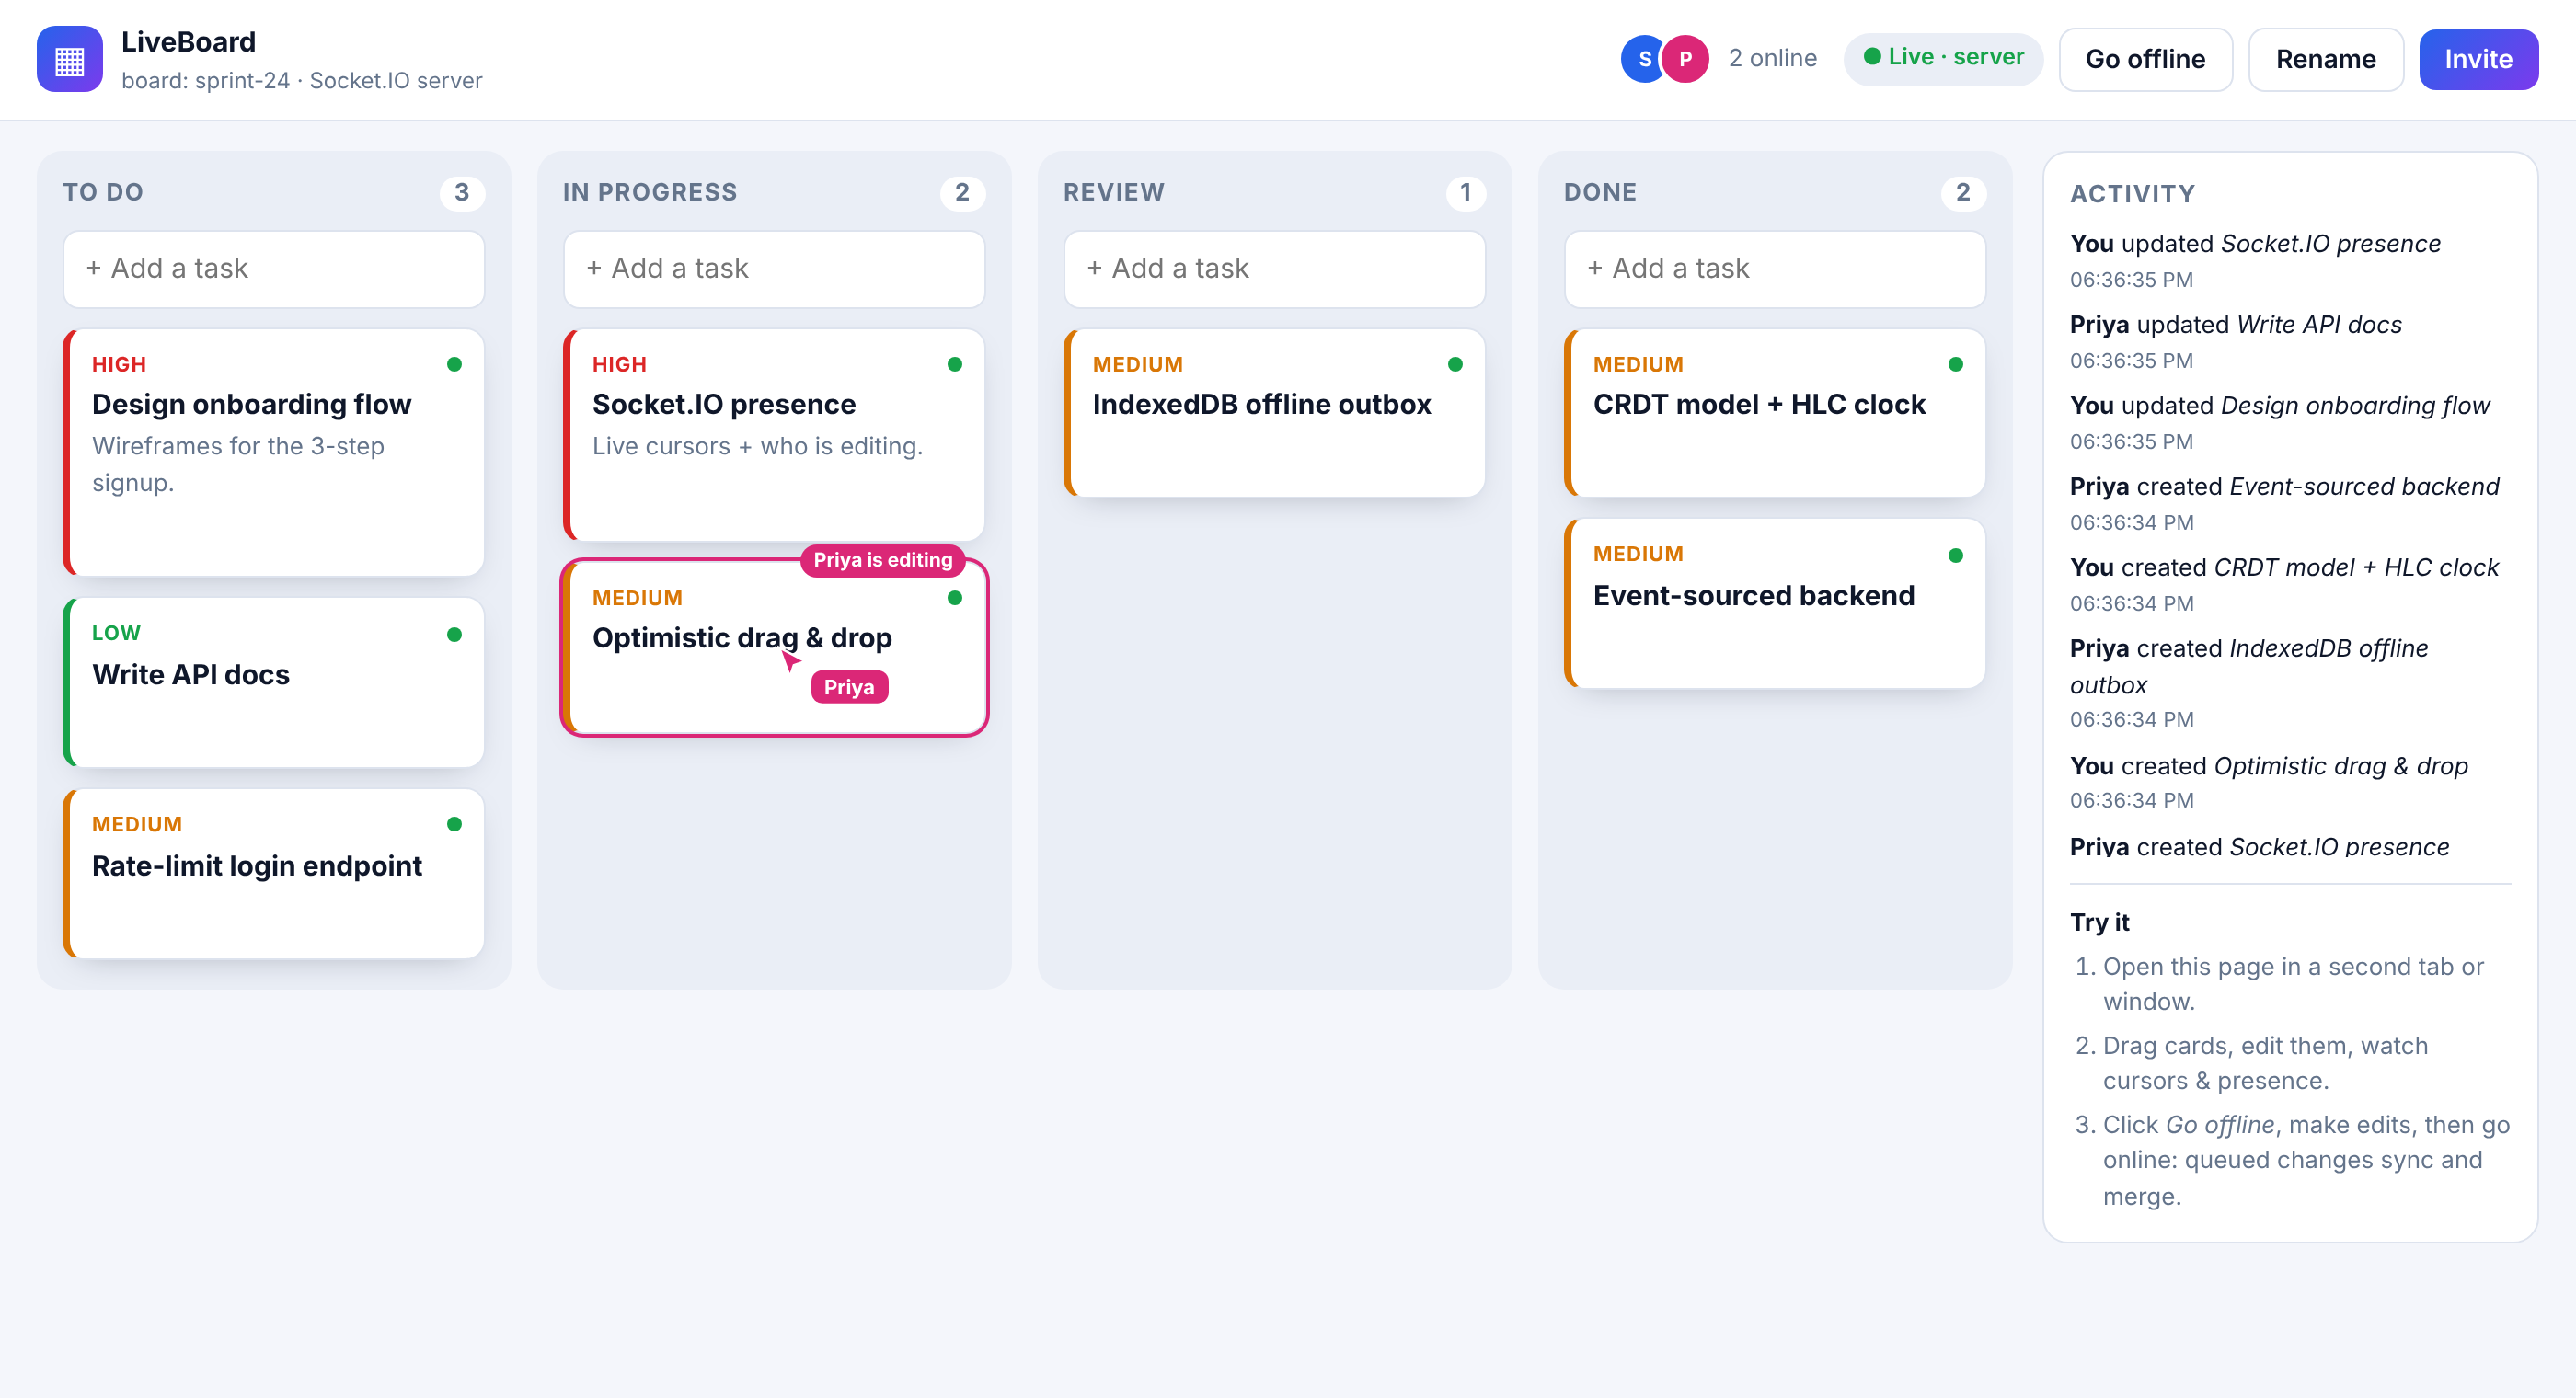 LiveBoard
board: sprint-24 · Socket.IO server
S P 2 online ● Live · server Go offline Rename Invite
TO DO 3
+ Add a task
HIGH
Design onboarding flow
Wireframes for the 3-step
signup.
LOW
Write API docs
MEDIUM
Rate-limit login endpoint
IN PROGRESS 2
+ Add a task
HIGH
Socket.IO presence
Live cursors + who is editing.
Priya is editing
MEDIUM
Optimistic drag & drop
Priya
REVIEW 1
+ Add a task
MEDIUM
IndexedDB offline outbox
DONE 2
+ Add a task
MEDIUM
CRDT model + HLC clock
MEDIUM
Event-sourced backend
ACTIVITY
You updated Socket.IO presence
06:36:35 PM
Priya updated Write API docs
06:36:35 PM
You updated Design onboarding flow
06:36:35 PM
Priya created Event-sourced backend
06:36:34 PM
You created CRDT model + HLC clock
06:36:34 PM
Priya created IndexedDB offline
outbox
06:36:34 PM
You created Optimistic drag & drop
06:36:34 PM
Priya created Socket.IO presence
Try it
1. Open this page in a second tab or
window.
2. Drag cards, edit them, watch
cursors & presence.
3. Click Go offline, make edits, then go
online: queued changes sync and
merge.